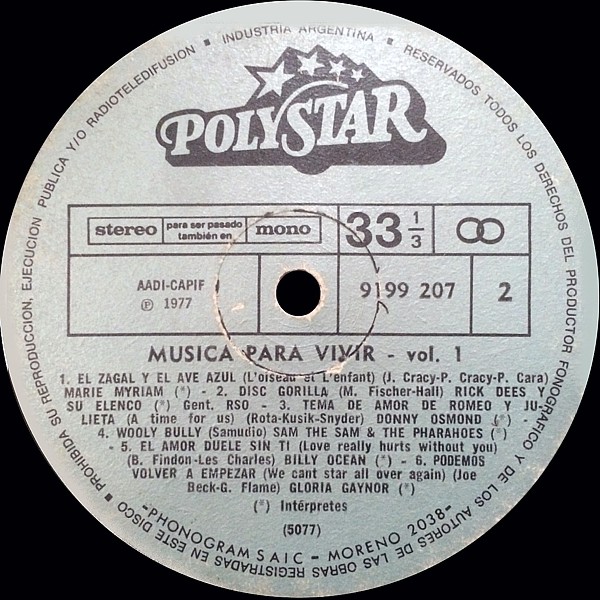 INDUSTRIA ARGENTINA ▪ RESERVADOS TODOS LOS DERECHOS DEL PRODUCTOR FONOGRAFICO Y DE LOS AUTORES DE LAS OBRAS REGISTRADAS EN ESTE DISCO ▪ PROHIBIDA SU REPRODUCCION, EJECUCION PUBLICA Y/O RADIOTELEDIFUSION ▪
POLYSTAR
stereo
para ser pasado
también en
mono
33 1/3
AADI-CAPIF
℗ 1977
9199 207
2
MUSICA PARA VIVIR - vol. 1
1. EL ZAGAL Y EL AVE AZUL (L'oiseau et L'enfant) (J. Cracy-P. Cracy-P. Cara)
MARIE MYRIAM (*) - 2. DISC GORILLA (M. Fischer-Hall) RICK DEES Y
SU ELENCO (*) Gent. RSO - 3. TEMA DE AMOR DE ROMEO Y JU-
LIETA (A time for us) (Rota-Kusik-Snyder) DONNY OSMOND (*) -
4. WOOLY BULLY (Samudio) SAM THE SAM & THE PHARAHOES (*)
- 5. EL AMOR DUELE SIN TI (Love really hurts without you)
(B. Findon-Les Charles) BILLY OCEAN (*) - 6. PODEMOS
VOLVER A EMPEZAR (We cant star all over again) (Joe
Beck-G. Flame) GLORIA GAYNOR (*)
(*) Intérpretes
(5077)
-PHONOGRAM S A I C - MORENO 2038-